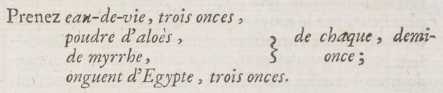 Prenez eau-de-vie, trois onces,
poudre d'aloès, } de chaque, demi-
de myrrhe, } once;
onguent d'Egypte, trois onces.